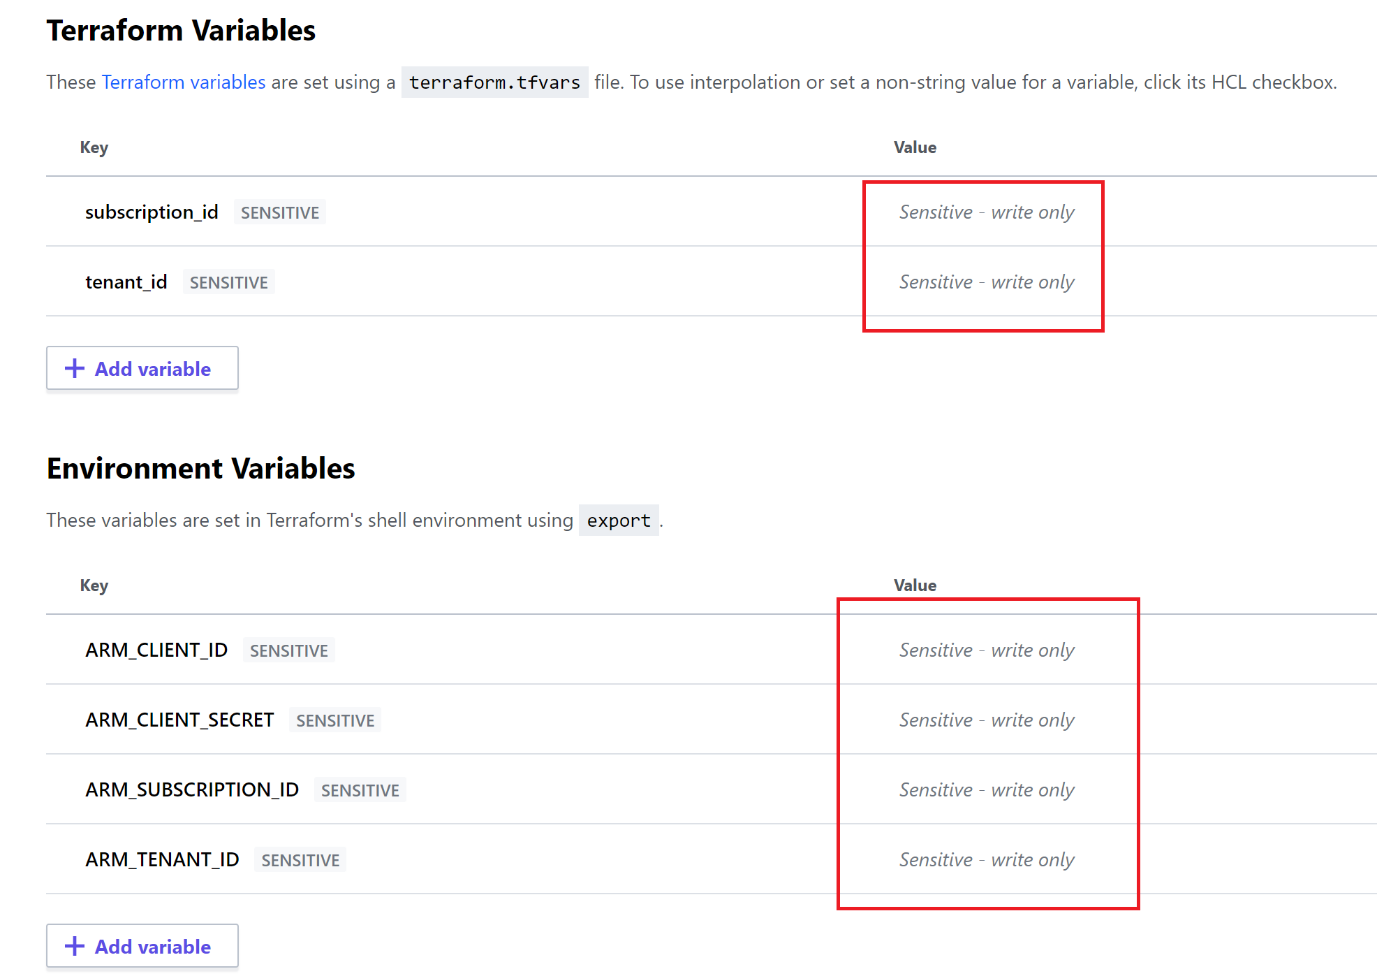 Terraform Variables
These Terraform variables are set using a terraform.tfvars file. To use interpolation or set a non-string value for a variable, click its HCL checkbox.
Key Value
subscription_id SENSITIVE Sensitive - write only
tenant_id SENSITIVE Sensitive - write only
+ Add variable
Environment Variables
These variables are set in Terraform's shell environment using export.
Key Value
ARM_CLIENT_ID SENSITIVE Sensitive - write only
ARM_CLIENT_SECRET SENSITIVE Sensitive - write only
ARM_SUBSCRIPTION_ID SENSITIVE Sensitive - write only
ARM_TENANT_ID SENSITIVE Sensitive - write only
+ Add variable